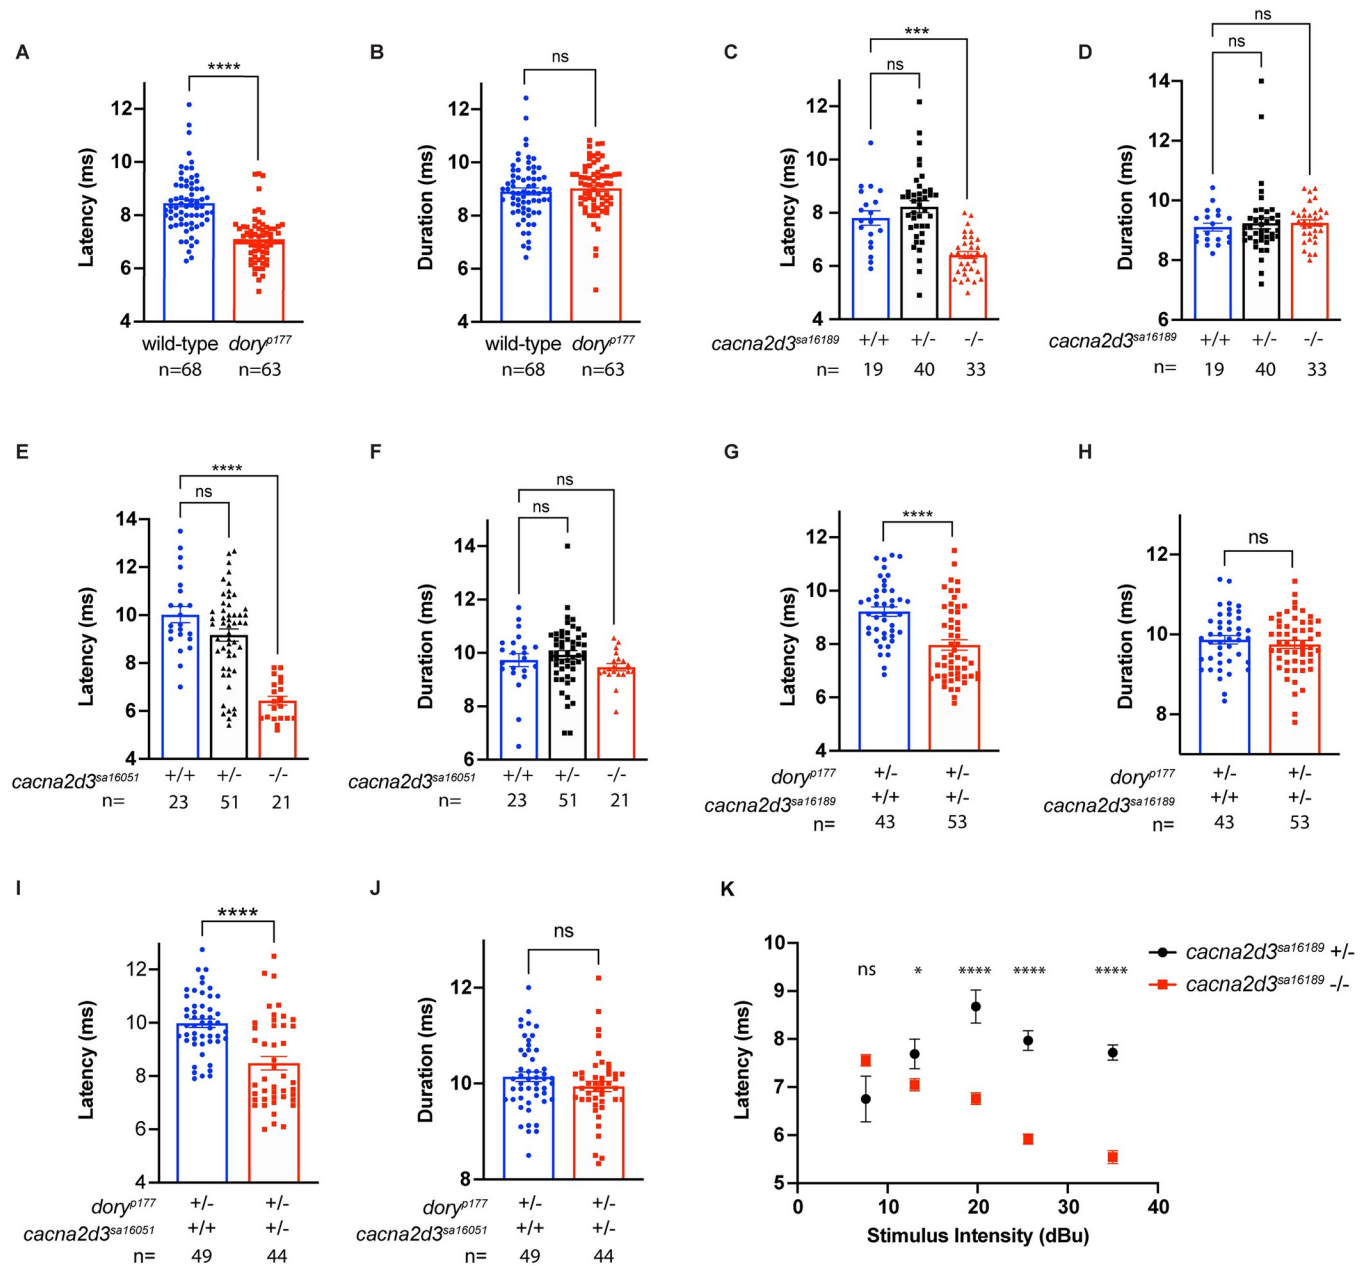 A
****
Latency (ms)
12
10
8
6
4
wild-type dory^p177
n=68 n=63
B
ns
Duration (ms)
12
10
8
6
4
wild-type dory^p177
n=68 n=63
C
***
ns
Latency (ms)
12
10
8
6
4
cacna2d3^sa16189 +/+ +/- -/-
n= 19 40 33
D
ns
ns
Duration (ms)
14
12
10
8
6
cacna2d3^sa16189 +/+ +/- -/-
n= 19 40 33
E
****
ns
Latency (ms)
14
12
10
8
6
4
cacna2d3^sa16051 +/+ +/- -/-
n= 23 51 21
F
ns
ns
Duration (ms)
14
12
10
8
6
cacna2d3^sa16051 +/+ +/- -/-
n= 23 51 21
G
****
Latency (ms)
12
10
8
6
4
dory^p177 +/- +/-
cacna2d3^sa16189 +/+ +/-
n= 43 53
H
ns
Duration (ms)
12
10
8
dory^p177 +/- +/-
cacna2d3^sa16189 +/+ +/-
n= 43 53
I
****
Latency (ms)
12
10
8
6
4
dory^p177 +/- +/-
cacna2d3^sa16051 +/+ +/-
n= 49 44
J
ns
Duration (ms)
12
10
8
dory^p177 +/- +/-
cacna2d3^sa16051 +/+ +/-
n= 49 44
K
ns * **** **** ****
cacna2d3^sa16189 +/-
cacna2d3^sa16189 -/-
Latency (ms)
10
9
8
7
6
5
0 10 20 30 40
Stimulus Intensity (dBu)